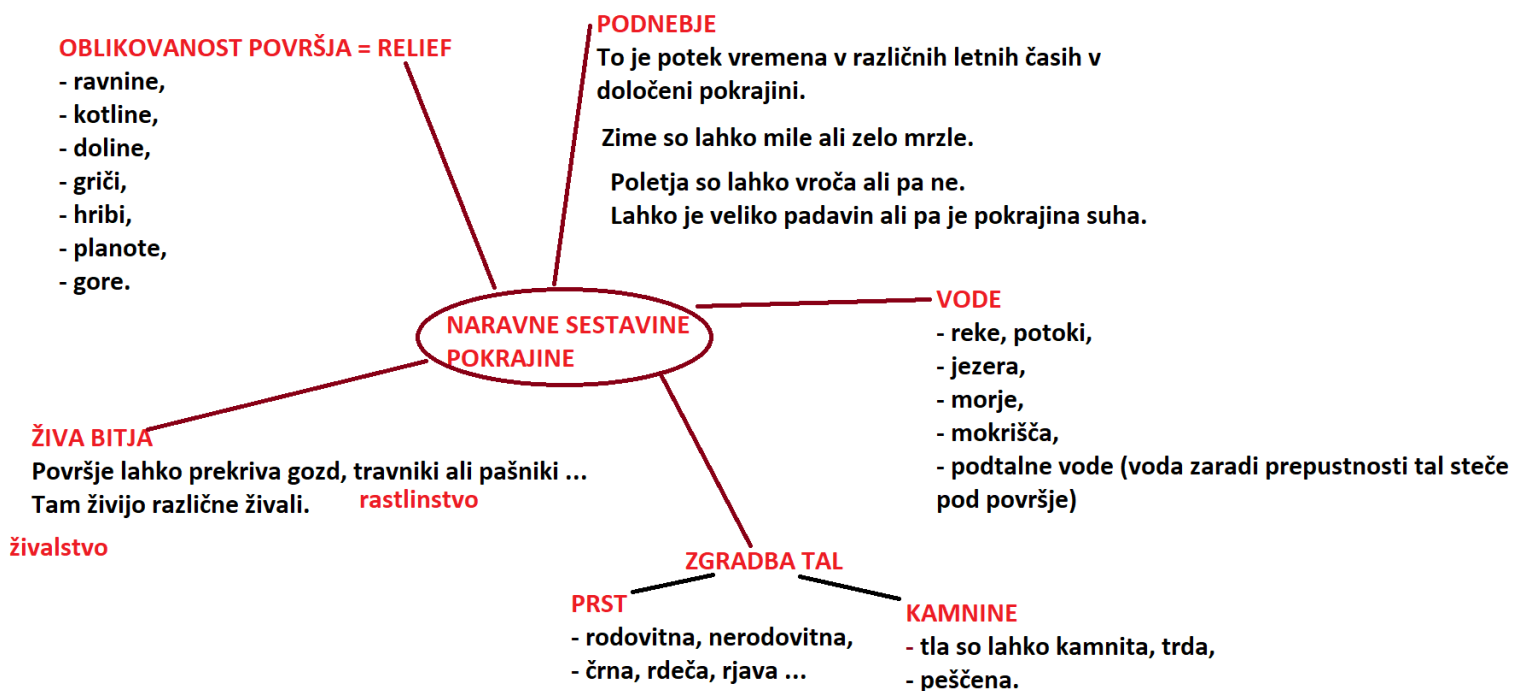 OBLIKOVANOST POVRŠJA = RELIEF
- ravnine,
- kotline,
- doline,
- griči,
- hribi,
- planote,
- gore.
PODNEBJE
To je potek vremena v različnih letnih časih v
določeni pokrajini.
Zime so lahko mile ali zelo mrzle.
Poletja so lahko vroča ali pa ne.
Lahko je veliko padavin ali pa je pokrajina suha.
NARAVNE SESTAVINE
POKRAJINE
VODE
- reke, potoki,
- jezera,
- morje,
- mokrišča,
- podtalne vode (voda zaradi prepustnosti tal steče
pod površje)
ŽIVA BITJA
Površje lahko prekriva gozd, travniki ali pašniki ...
Tam živijo različne živali.
rastlinstvo
živalstvo
ZGRADBA TAL
PRST
- rodovitna, nerodovitna,
- črna, rdeča, rjava ...
KAMNINE
- tla so lahko kamnita, trda,
- peščena.